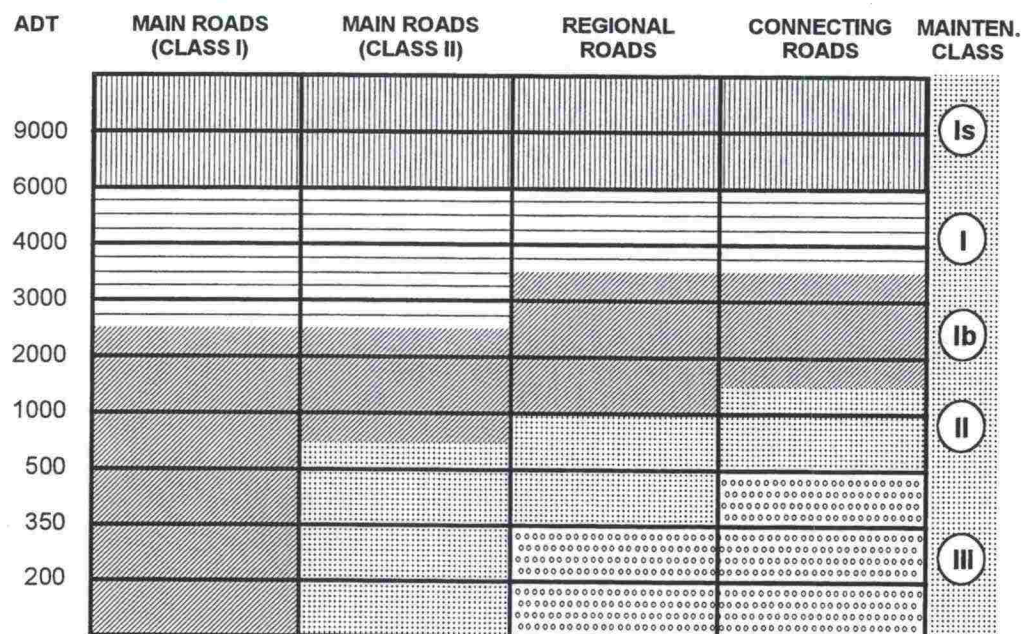 ADT
MAIN ROADS
(CLASS I)
MAIN ROADS
(CLASS II)
REGIONAL
ROADS
CONNECTING
ROADS
MAINTEN.
CLASS
9000
6000
4000
3000
2000
1000
500
350
200
Is
I
Ib
II
III